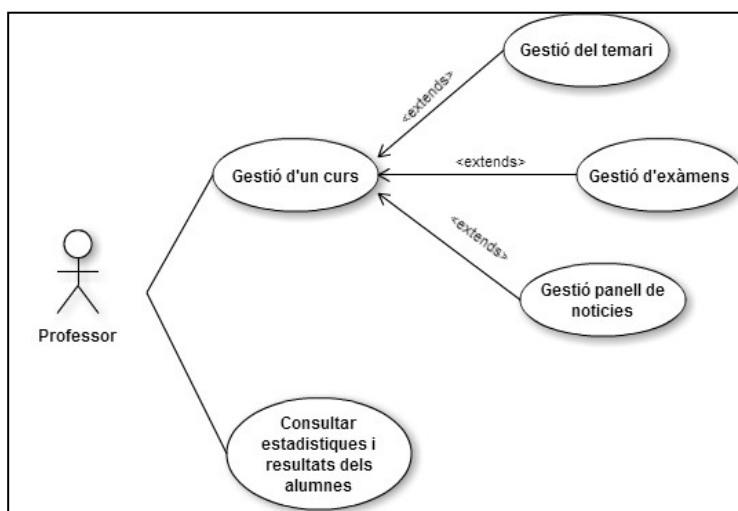 Gestió del temari
<extends>
Gestió d'un curs
<extends>
Gestió d'exàmens
<extends>
Gestió panell de
noticies
Professor
Consultar
estadistiques i
resultats dels
alumnes